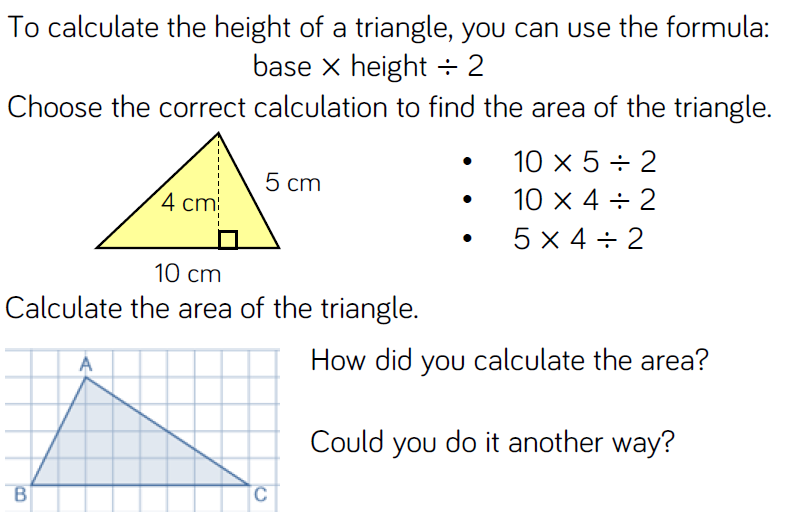 To calculate the height of a triangle, you can use the formula:
base × height ÷ 2
Choose the correct calculation to find the area of the triangle.
5 cm
4 cm
10 cm
• 10 × 5 ÷ 2
• 10 × 4 ÷ 2
• 5 × 4 ÷ 2
Calculate the area of the triangle.
A
B
C
How did you calculate the area?
Could you do it another way?